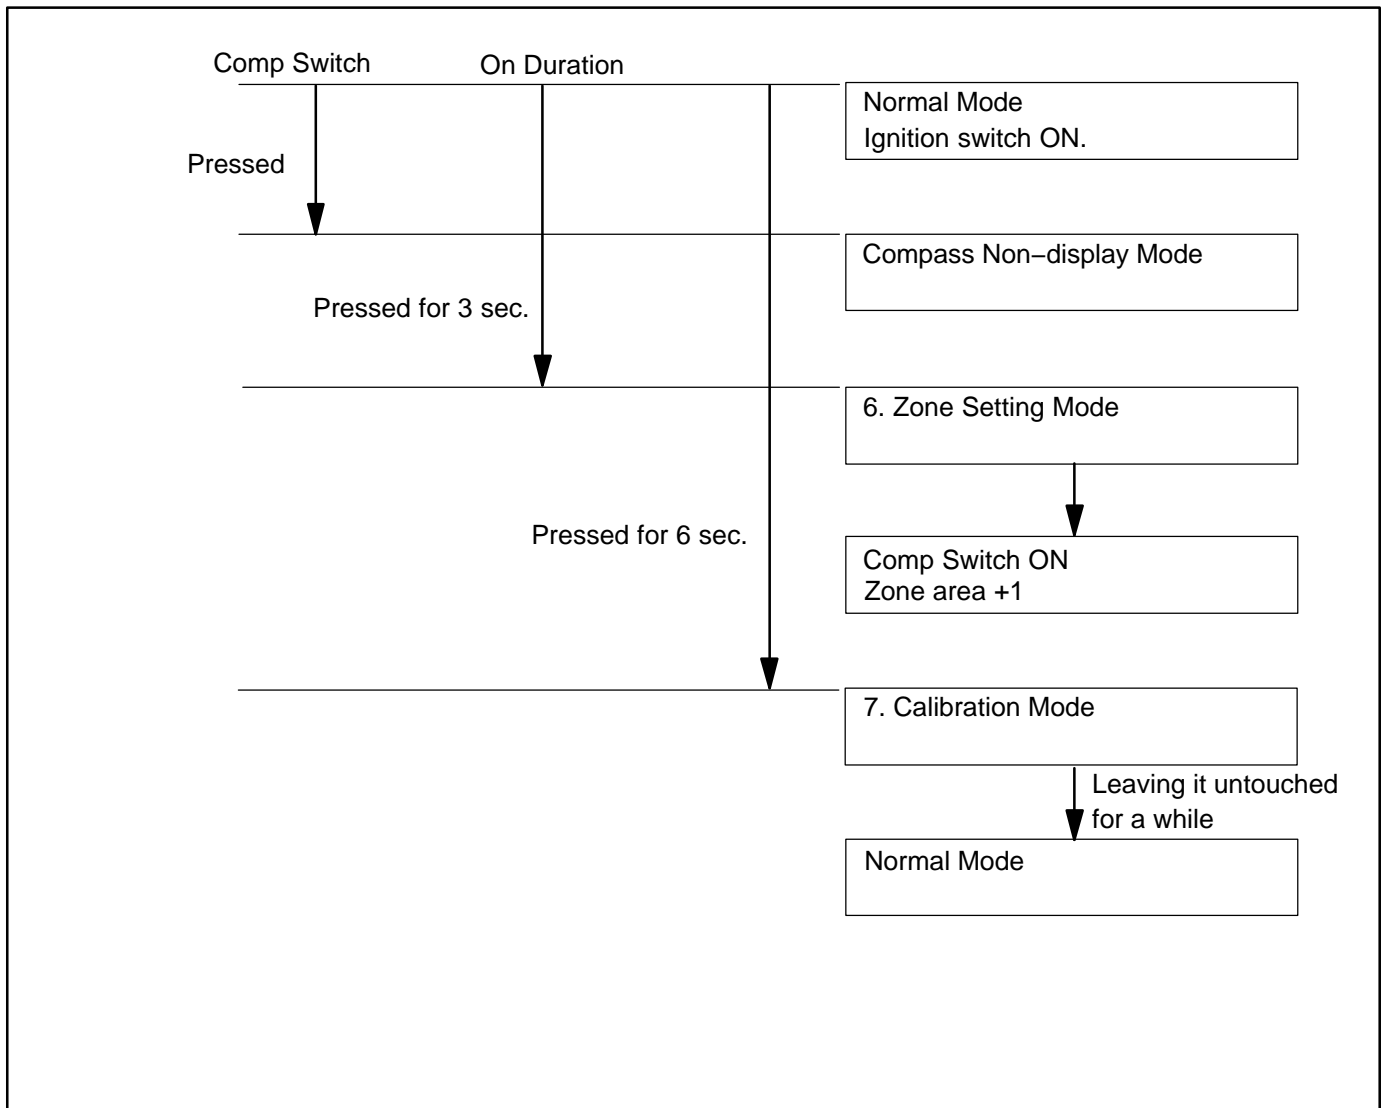 Comp Switch
On Duration
Normal Mode
Ignition switch ON.
Pressed
Compass Non−display Mode
Pressed for 3 sec.
6. Zone Setting Mode
Pressed for 6 sec.
Comp Switch ON
Zone area +1
7. Calibration Mode
Leaving it untouched
for a while
Normal Mode